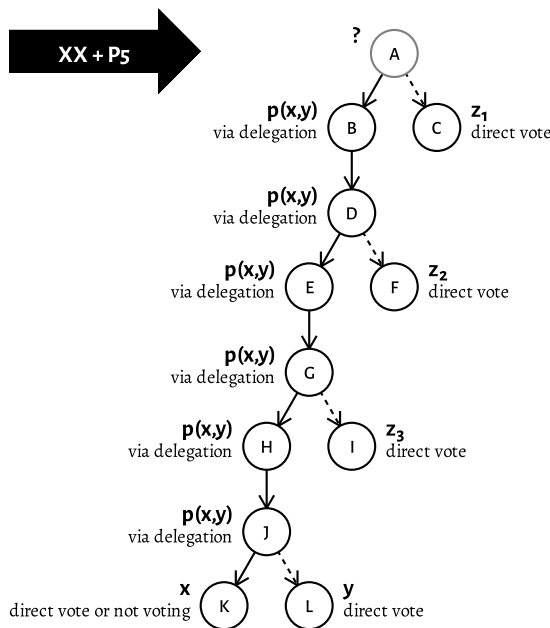 XX + P5
?
A
p(x,y)
via delegation
B
C
z₁
direct vote
p(x,y)
via delegation
D
p(x,y)
via delegation
E
F
z₂
direct vote
p(x,y)
via delegation
G
p(x,y)
via delegation
H
I
z₃
direct vote
p(x,y)
via delegation
J
x
direct vote or not voting
K
L
y
direct vote